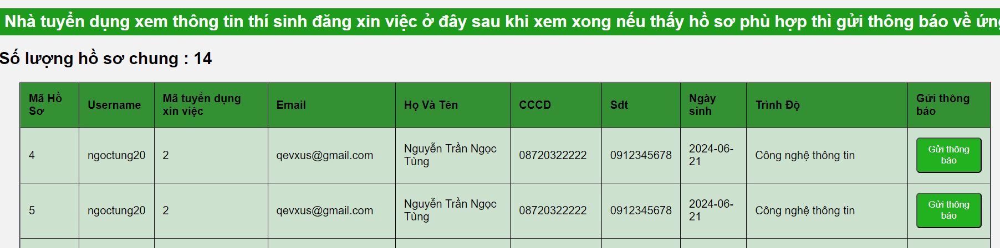 Nhà tuyển dụng xem thông tin thí sinh đăng xin việc ở đây sau khi xem xong nếu thấy hồ sơ phù hợp thì gửi thông báo về
Số lượng hồ sơ chung : 14
Mã Hồ Sơ Username Mã tuyển dụng xin việc Email Họ Và Tên CCCD Sđt Ngày sinh Trình Độ Gửi thông báo
4 ngoctung20 2 qevxus@gmail.com Nguyễn Trần Ngọc Tùng 08720322222 0912345678 2024-06-21 Công nghệ thông tin Gửi thông báo
5 ngoctung20 2 qevxus@gmail.com Nguyễn Trần Ngọc Tùng 08720322222 0912345678 2024-06-21 Công nghệ thông tin Gửi thông báo